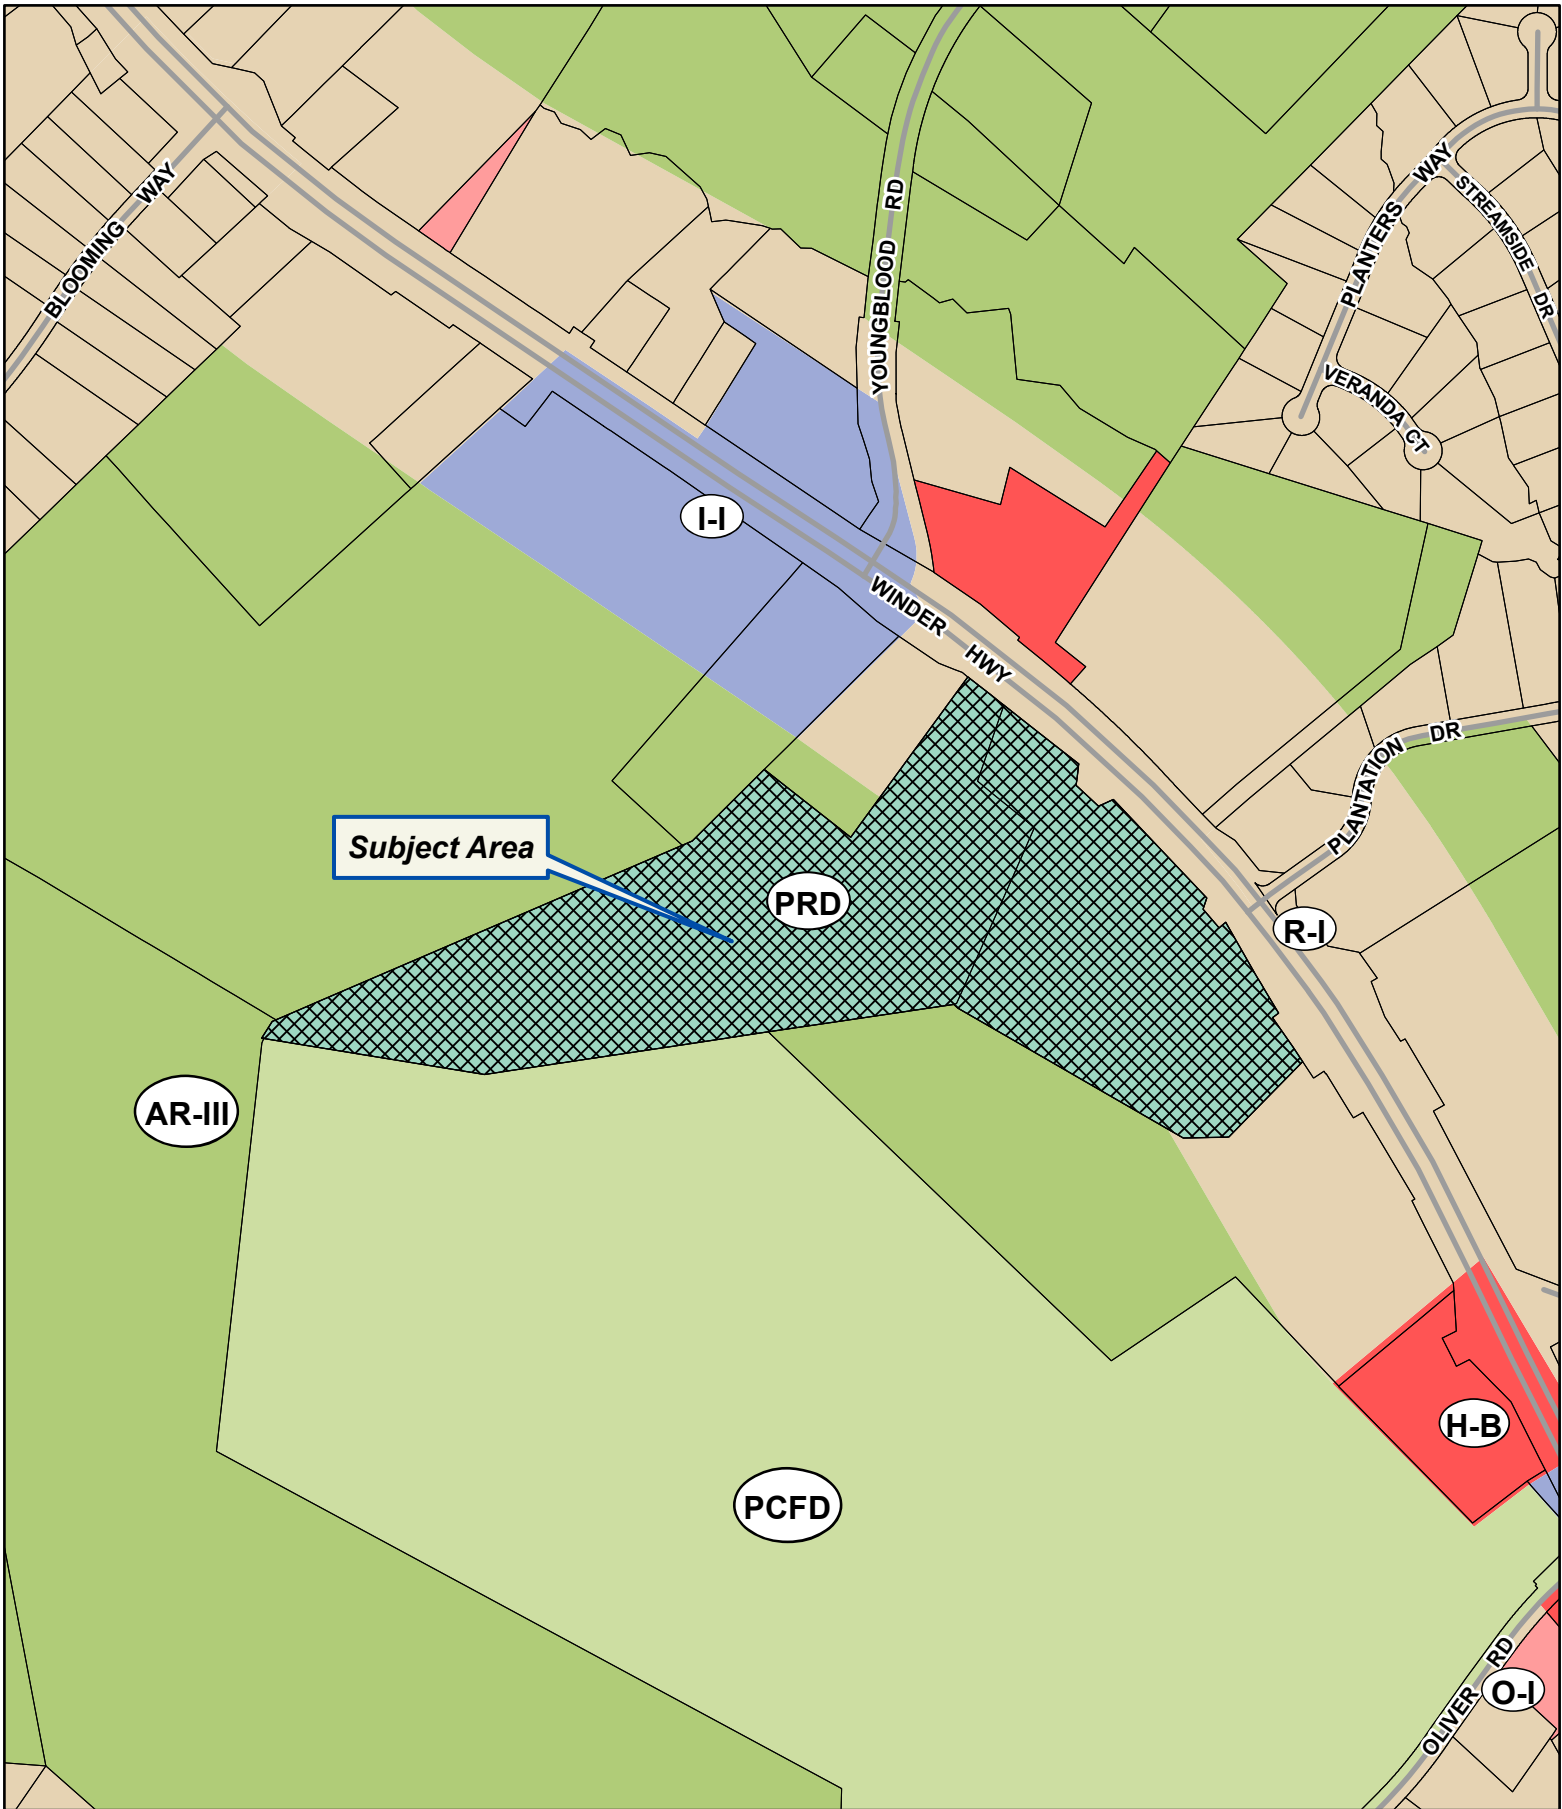 BLOOMING WAY
YOUNGBLOOD RD
PLANTERS WAY
STREAMSIDE DR
VERANDA CT
I-I
WINDER HWY
PLANTATION DR
Subject Area
PRD
R-I
AR-III
H-B
PCFD
OLIVER RD
O-I